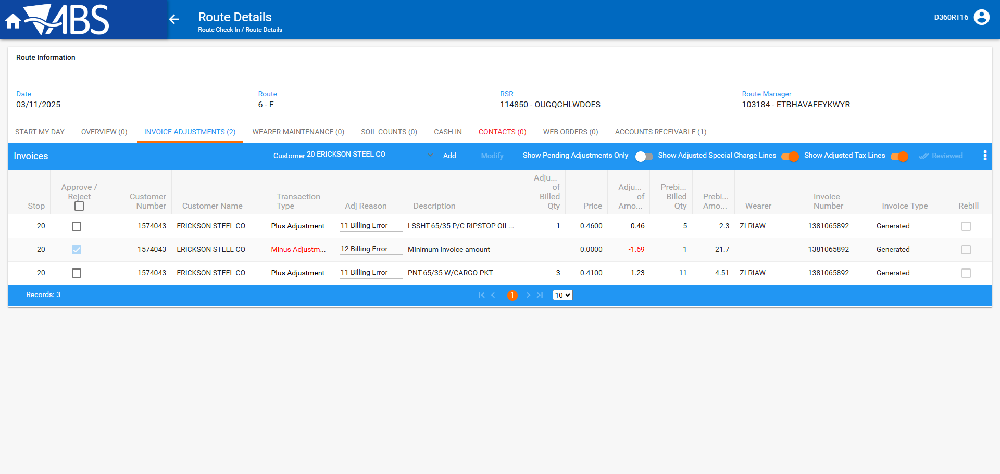 ABS
Route Details
Route Check In / Route Details
D360RT16
Route Information
Date
03/11/2025
Route
6 - F
RSR
114850 - OUGQCHLWDOES
Route Manager
103184 - ETBHAVAFEYKWYR
START MY DAY OVERVIEW (0) INVOICE ADJUSTMENTS (2) WEARER MAINTENANCE (0) SOIL COUNTS (0) CASH IN CONTACTS (0) WEB ORDERS (0) ACCOUNTS RECEIVABLE (1)
Invoices Customer 20 ERICKSON STEEL CO Add Modify Show Pending Adjustments Only Show Adjusted Special Charge Lines Show Adjusted Tax Lines Reviewed
Stop
Approve /
Reject
Customer
Number
Customer Name
Transaction
Type
Adj Reason
Description
Adju...
of
Billed
Qty
Price
Adju...
of
Amo...
Prebi...
Billed
Qty
Prebi...
Amo...
Wearer
Invoice
Number
Invoice Type
Rebill
20 1574043 ERICKSON STEEL CO Plus Adjustment 11 Billing Error LSSHT-65/35 P/C RIPSTOP OIL... 1 0.4600 0.46 5 2.3 ZLRIAW 1381065892 Generated
20 1574043 ERICKSON STEEL CO Minus Adjustm... 12 Billing Error Minimum invoice amount 0.0000 -1.69 1 21.7 1381065892 Generated
20 1574043 ERICKSON STEEL CO Plus Adjustment 11 Billing Error PNT-65/35 W/CARGO PKT 3 0.4100 1.23 11 4.51 ZLRIAW 1381065892 Generated
Records: 3 1 10